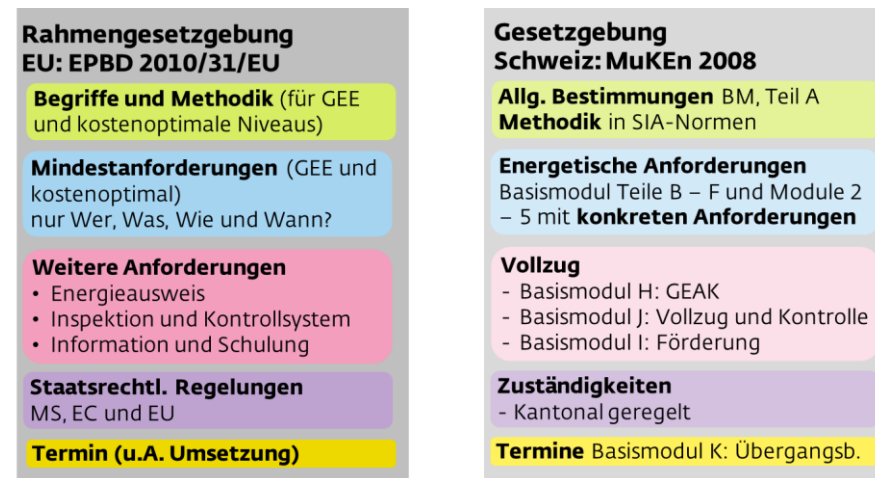 Rahmengesetzgebung
EU: EPBD 2010/31/EU
Begriffe und Methodik (für GEE
und kostenoptimale Niveaus)
Mindestanforderungen (GEE und
kostenoptimal)
nur Wer, Was, Wie und Wann?
Weitere Anforderungen
• Energieausweis
• Inspektion und Kontrollsystem
• Information und Schulung
Staatsrechtl. Regelungen
MS, EC und EU
Termin (u.A. Umsetzung)
Gesetzgebung
Schweiz: MuKEn 2008
Allg. Bestimmungen BM, Teil A
Methodik in SIA-Normen
Energetische Anforderungen
Basismodul Teile B – F und Module 2
– 5 mit konkreten Anforderungen
Vollzug
- Basismodul H: GEAK
- Basismodul J: Vollzug und Kontrolle
- Basismodul I: Förderung
Zuständigkeiten
- Kantonal geregelt
Termine Basismodul K: Übergangsb.